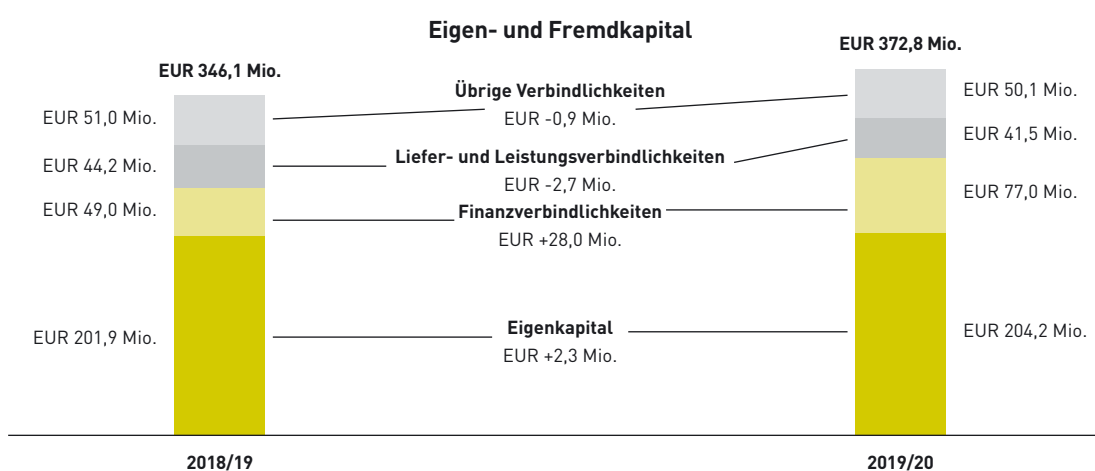 Eigen- und Fremdkapital
EUR 346,1 Mio.
EUR 372,8 Mio.
EUR 51,0 Mio.
Übrige Verbindlichkeiten
EUR -0,9 Mio.
EUR 50,1 Mio.
EUR 44,2 Mio.
Liefer- und Leistungsverbindlichkeiten
EUR -2,7 Mio.
EUR 41,5 Mio.
EUR 49,0 Mio.
Finanzverbindlichkeiten
EUR +28,0 Mio.
EUR 77,0 Mio.
EUR 201,9 Mio.
Eigenkapital
EUR +2,3 Mio.
EUR 204,2 Mio.
2018/19
2019/20